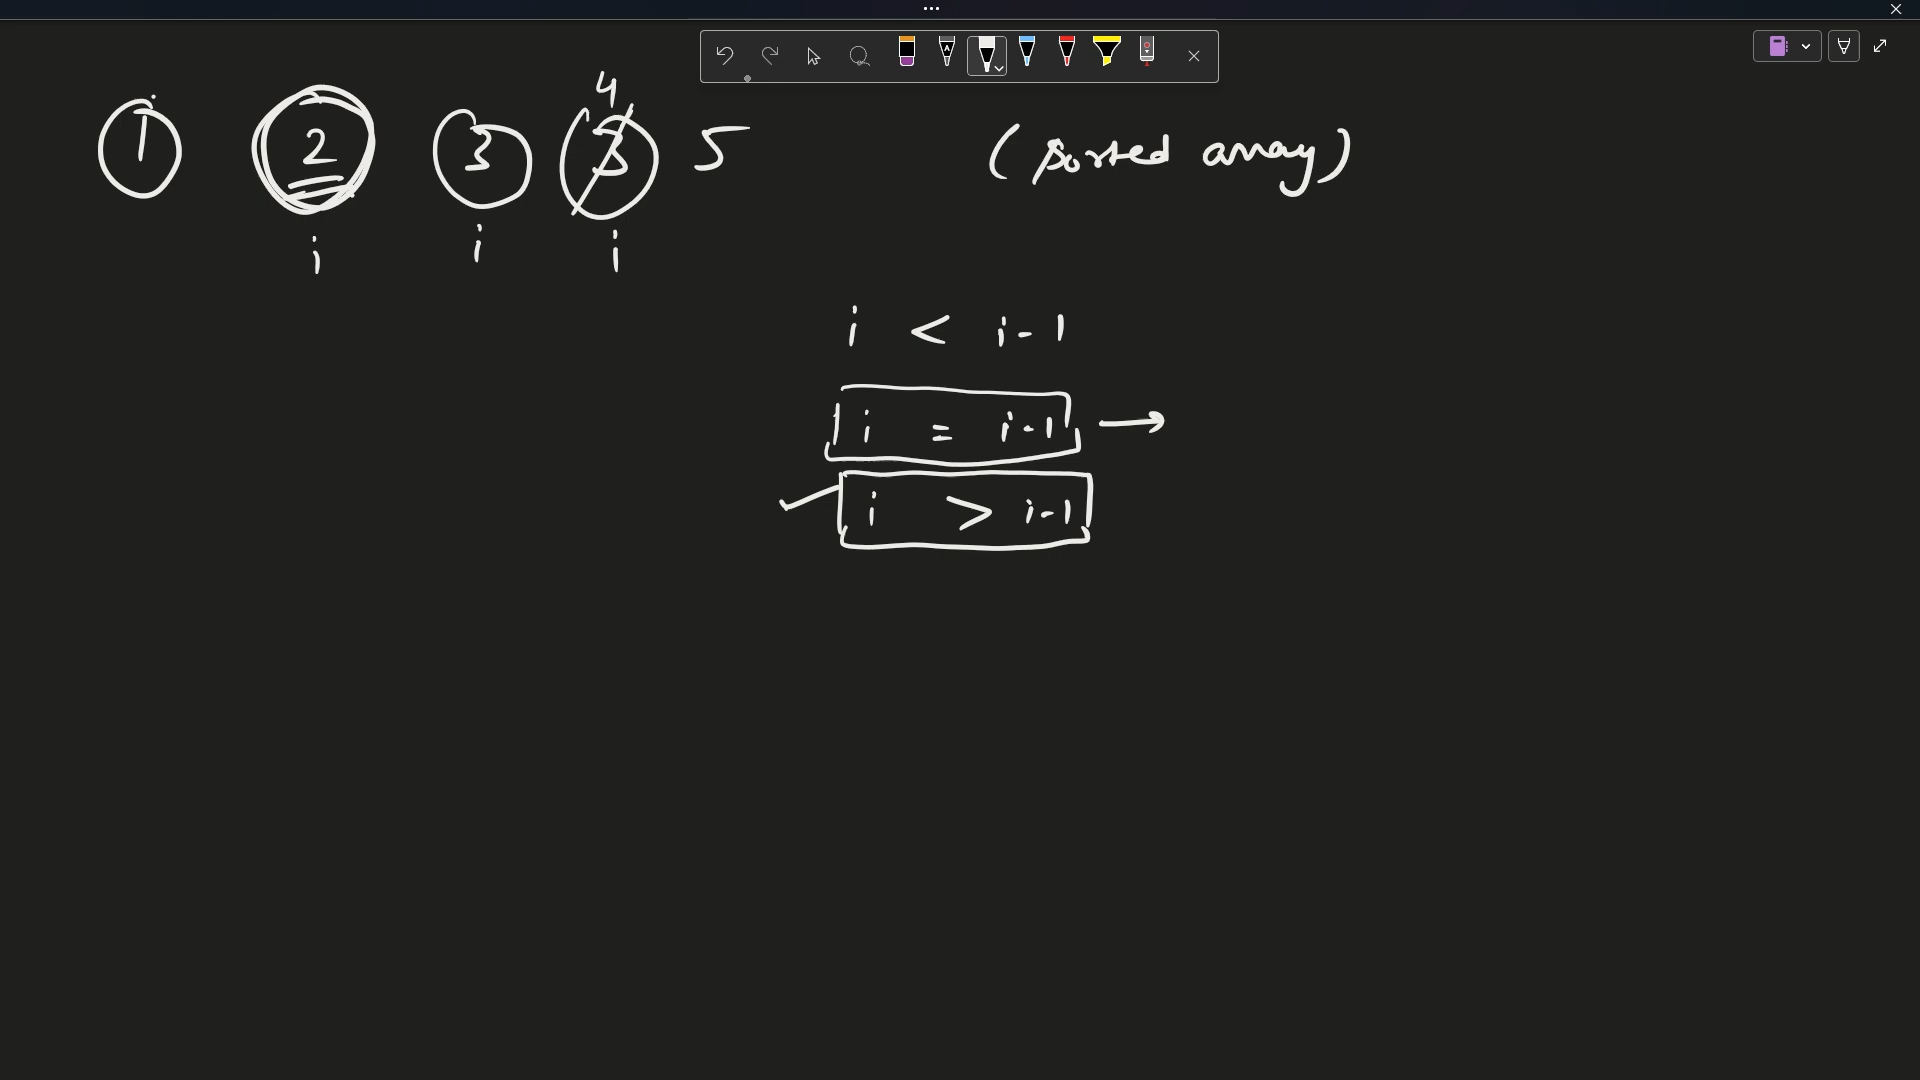 4
1 2 3 3 5 (sorted array)
i i i
i < i-1
i = i-1 →
✓ i > i-1